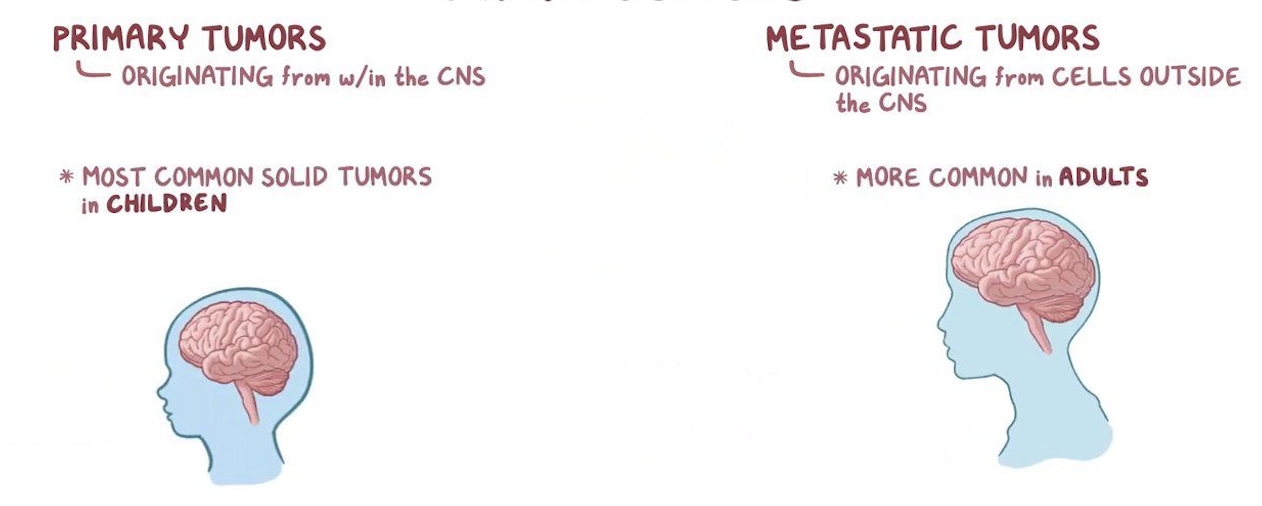 PRIMARY TUMORS
ORIGINATING from w/in the CNS
* MOST COMMON SOLID TUMORS
in CHILDREN
METASTATIC TUMORS
ORIGINATING from CELLS OUTSIDE
the CNS
* MORE COMMON in ADULTS